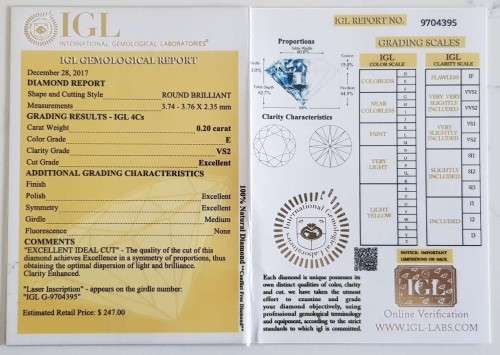 IGL
INTERNATIONAL GEMOLOGICAL LABORATORIES
IGL GEMOLOGICAL REPORT
December 28, 2017
DIAMOND REPORT
Shape and Cutting Style ROUND BRILLIANT
Measurements 3.74 - 3.76 X 2.35 mm
GRADING RESULTS - IGL 4Cs
Carat Weight 0.20 carat
Color Grade E
Clarity Grade VS2
Cut Grade Excellent
ADDITIONAL GRADING CHARACTERISTICS
Finish
Polish Excellent
Symmetry Excellent
Girdle Medium
Fluorescence None
COMMENTS
"EXCELLENT IDEAL CUT" - The quality of the cut of this
diamond achieves Excellence in a symmetry of proportions, thus
obtaining the optimal dispersion of light and brilliance.
Clarity Enhanced.
"Laser Inscription" - appears on the girdle number:
"IGL G-9704395"
Estimated Retail Price : $ 247.00
100% Natural Diamond "Conflict Free Diamond"
IGL REPORT NO. 9704395
Proportions
Clarity Characteristics
International Gemological Laboratories
IGL
Each diamond is unique possesses its
own distinct qualities of color, clarity
and cut. we have taken the utmost
effort to examine and grade
your diamond objectively, using
professional gemological terminology
and equipment, according to the strict
standards to which igl is committed.
GRADING SCALES
IGL
COLOR SCALE
COLORLESS
NEAR
COLORLESS
FAINT
VERY
LIGHT
LIGHT
YELLOW
IGL
CLARITY SCALE
FLAWLESS
IF
VERY VERY
SLIGHTLY
INCLUDED
VVS1
VVS2
VERY
SLIGHTLY
INCLUDED
VS1
VS2
SLIGHTLY
INCLUDED
SI1
SI2
SI3
INCLUDED
I1
I2
I3
NOTICE: IMPORTANT
LIMITATIONS ON BACK
Online Verification
WWW.IGL-LABS.COM